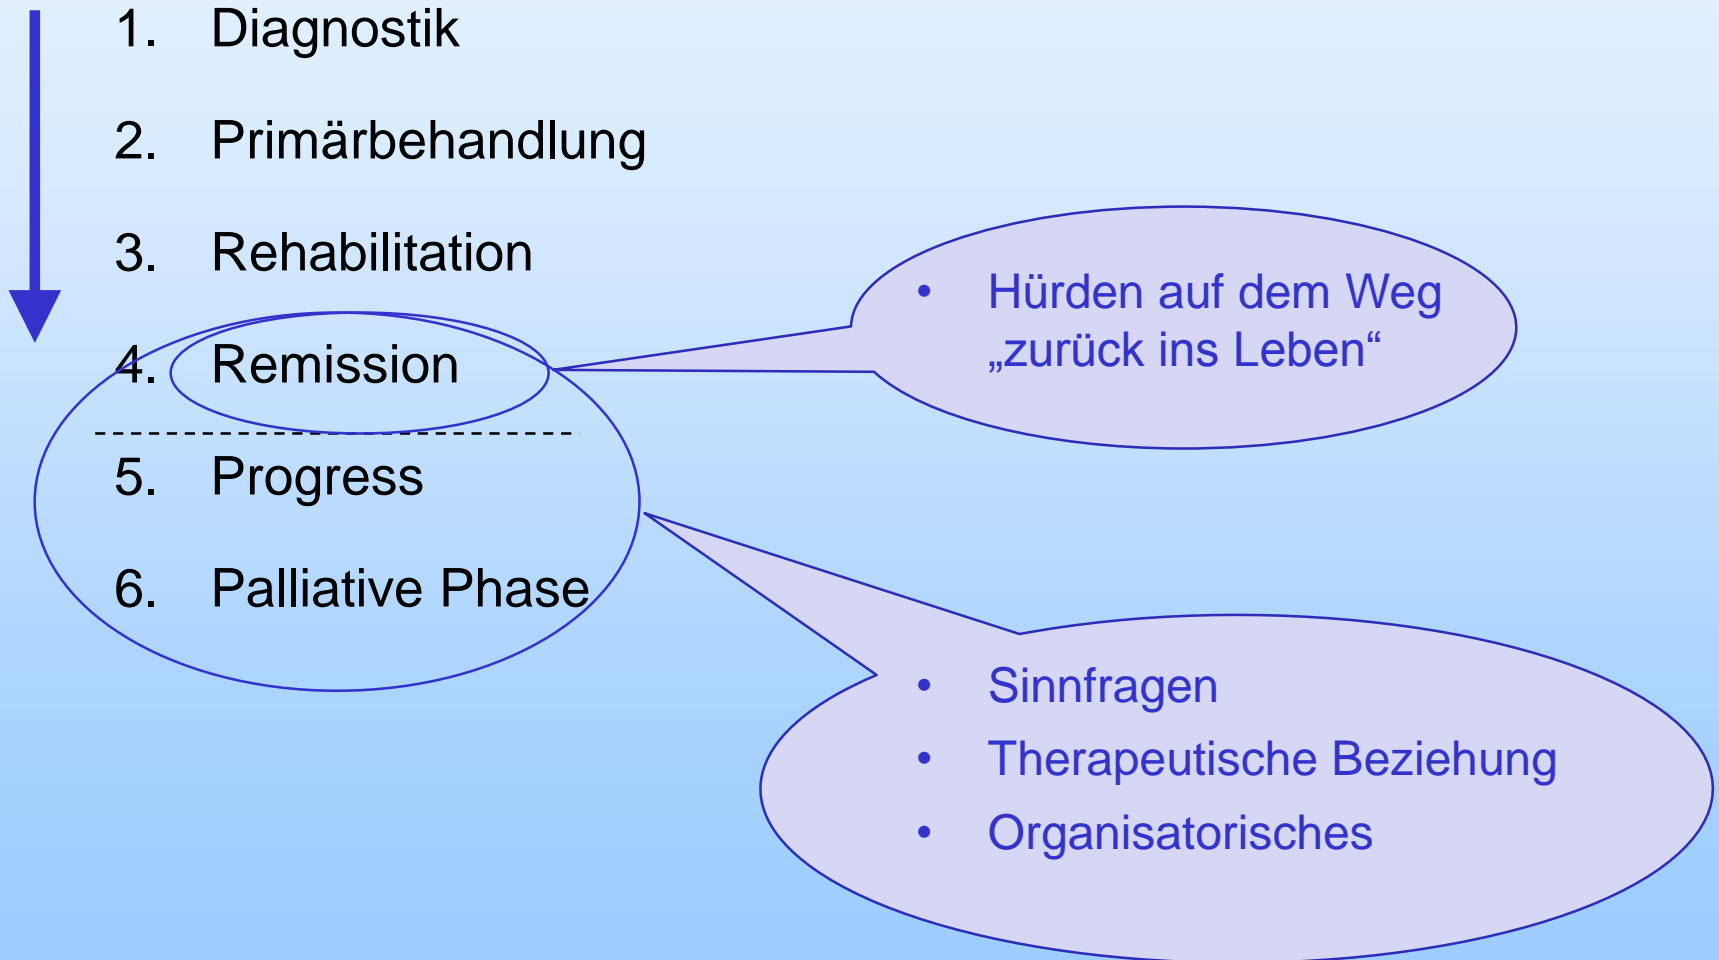 1. Diagnostik
2. Primärbehandlung
3. Rehabilitation
4. Remission
5. Progress
6. Palliative Phase
• Hürden auf dem Weg
„zurück ins Leben“
• Sinnfragen
• Therapeutische Beziehung
• Organisatorisches